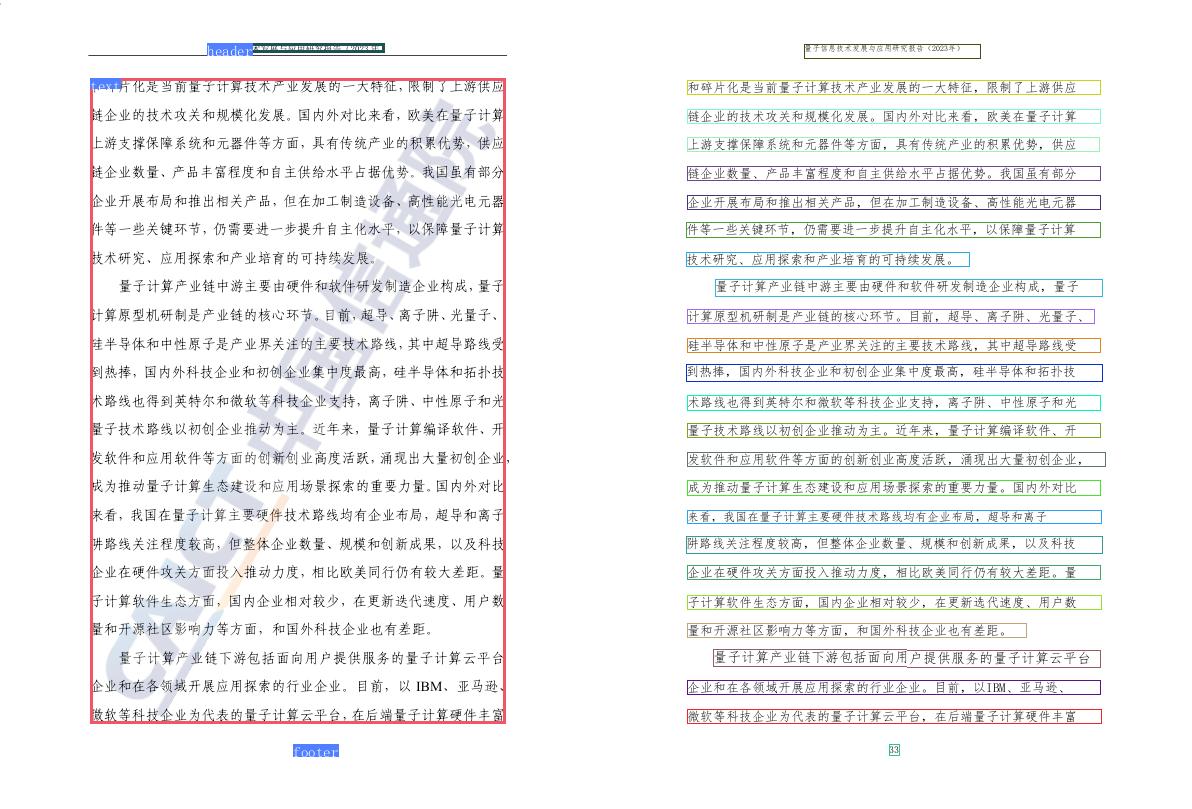 header
text
片化是当前量子计算技术产业发展的一大特征，限制了上游供应
链企业的技术攻关和规模化发展。国内外对比来看，欧美在量子计算
上游支撑保障系统和元器件等方面，具有传统产业的积累优势，供应
链企业数量、产品丰富程度和自主供给水平占据优势。我国虽有部分
企业开展布局和推出相关产品，但在加工制造设备、高性能光电元器
件等一些关键环节，仍需要进一步提升自主化水平，以保障量子计算
技术研究、应用探索和产业培育的可持续发展。
量子计算产业链中游主要由硬件和软件研发制造企业构成，量子
计算原型机研制是产业链的核心环节。目前，超导、离子阱、光量子、
硅半导体和中性原子是产业界关注的主要技术路线，其中超导路线受
到热捧，国内外科技企业和初创企业集中度最高，硅半导体和拓扑技
术路线也得到英特尔和微软等科技企业支持，离子阱、中性原子和光
量子技术路线以初创企业推动为主。近年来，量子计算编译软件、开
发软件和应用软件等方面的创新创业高度活跃，涌现出大量初创企业，
成为推动量子计算生态建设和应用场景探索的重要力量。国内外对比
来看，我国在量子计算主要硬件技术路线均有企业布局，超导和离子
阱路线关注程度较高，但整体企业数量、规模和创新成果，以及科技
企业在硬件攻关方面投入推动力度，相比欧美同行仍有较大差距。量
子计算软件生态方面，国内企业相对较少，在更新迭代速度、用户数
量和开源社区影响力等方面，和国外科技企业也有差距。
量子计算产业链下游包括面向用户提供服务的量子计算云平台
企业和在各领域开展应用探索的行业企业。目前，以 IBM、亚马逊、
微软等科技企业为代表的量子计算云平台，在后端量子计算硬件丰富
CAICT 中国信通院
footer
量子信息技术发展与应用研究报告（2023年）
和碎片化是当前量子计算技术产业发展的一大特征，限制了上游供应
链企业的技术攻关和规模化发展。国内外对比来看，欧美在量子计算
上游支撑保障系统和元器件等方面，具有传统产业的积累优势，供应
链企业数量、产品丰富程度和自主供给水平占据优势。我国虽有部分
企业开展布局和推出相关产品，但在加工制造设备、高性能光电元器
件等一些关键环节，仍需要进一步提升自主化水平，以保障量子计算
技术研究、应用探索和产业培育的可持续发展。
量子计算产业链中游主要由硬件和软件研发制造企业构成，量子
计算原型机研制是产业链的核心环节。目前，超导、离子阱、光量子、
硅半导体和中性原子是产业界关注的主要技术路线，其中超导路线受
到热捧，国内外科技企业和初创企业集中度最高，硅半导体和拓扑技
术路线也得到英特尔和微软等科技企业支持，离子阱、中性原子和光
量子技术路线以初创企业推动为主。近年来，量子计算编译软件、开
发软件和应用软件等方面的创新创业高度活跃，涌现出大量初创企业，
成为推动量子计算生态建设和应用场景探索的重要力量。国内外对比
来看，我国在量子计算主要硬件技术路线均有企业布局，超导和离子
阱路线关注程度较高，但整体企业数量、规模和创新成果，以及科技
企业在硬件攻关方面投入推动力度，相比欧美同行仍有较大差距。量
子计算软件生态方面，国内企业相对较少，在更新迭代速度、用户数
量和开源社区影响力等方面，和国外科技企业也有差距。
量子计算产业链下游包括面向用户提供服务的量子计算云平台
企业和在各领域开展应用探索的行业企业。目前，以IBM、亚马逊、
微软等科技企业为代表的量子计算云平台，在后端量子计算硬件丰富
33